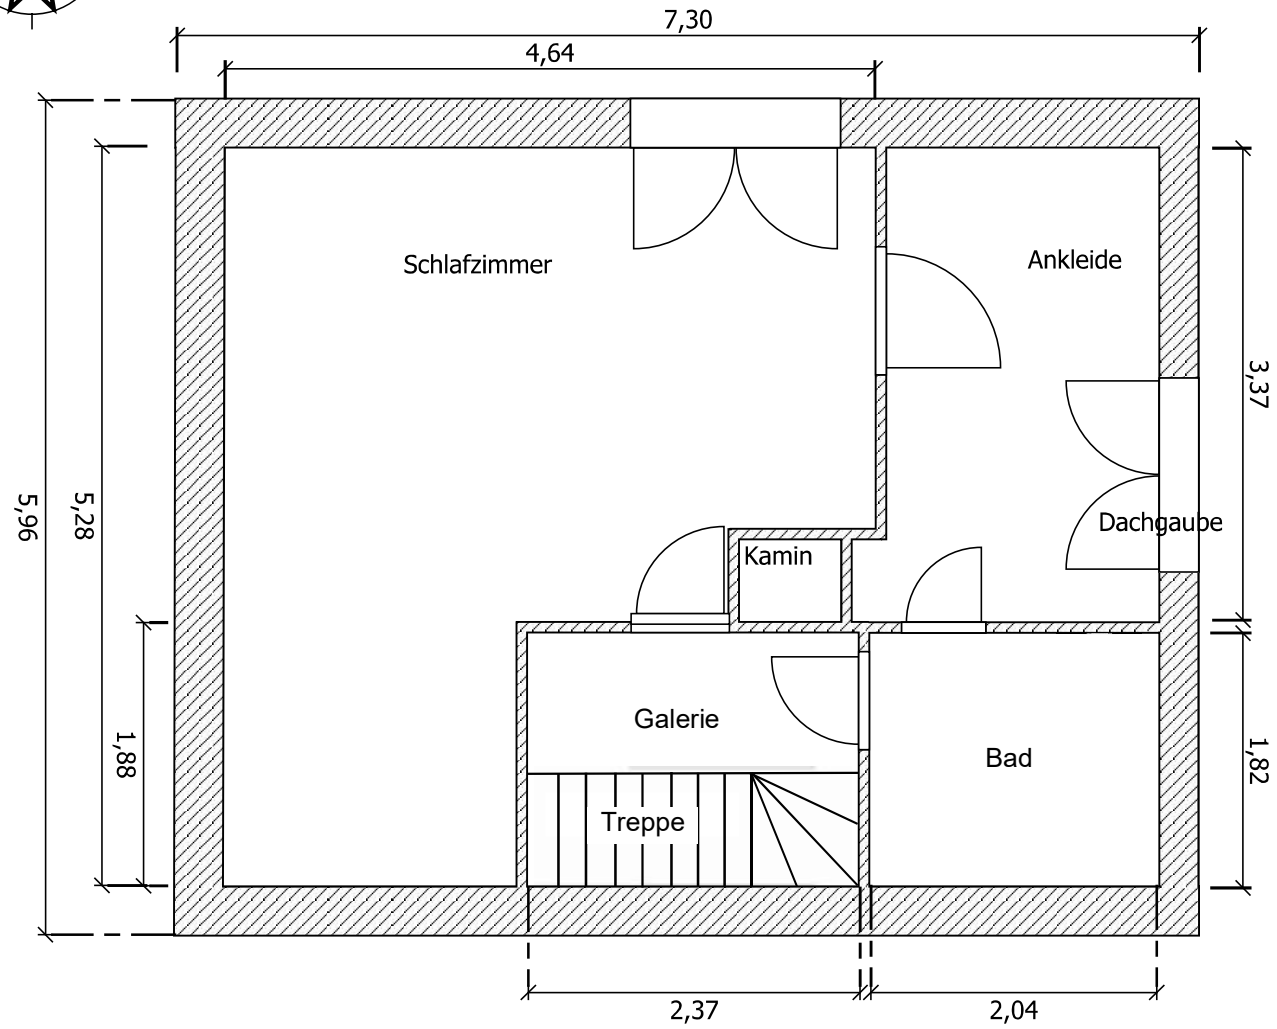 7,30
4,64
Schlafzimmer
Ankleide
3,37
5,96
5,28
Dachgaube
Kamin
Galerie
1,88
Bad
1,82
Treppe
2,37
2,04